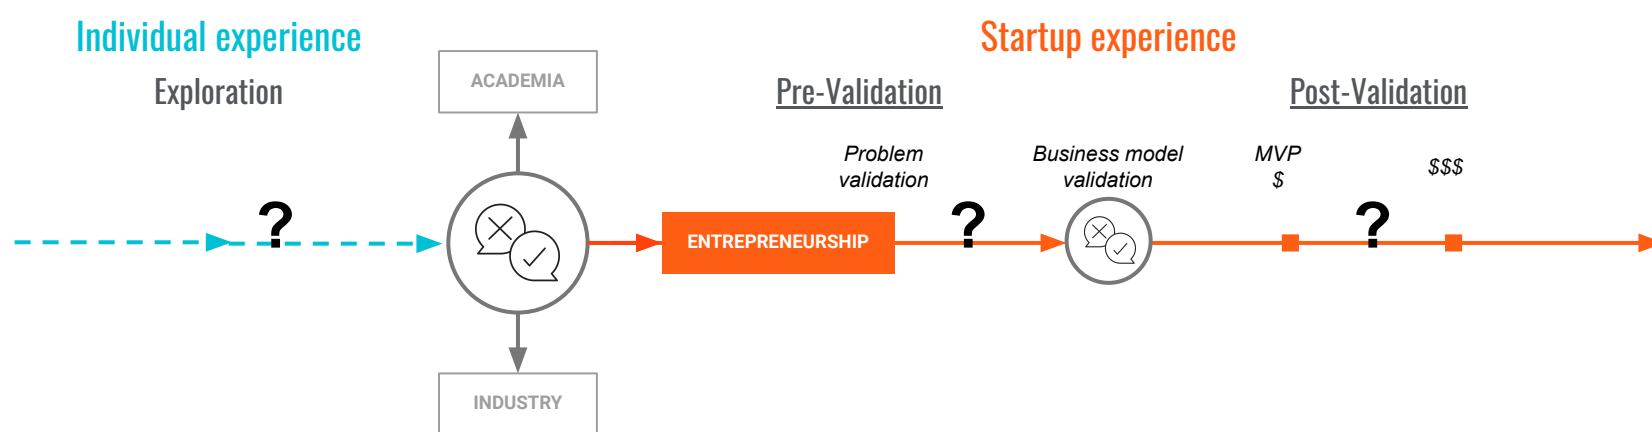 Individual experience
Startup experience
Exploration
ACADEMIA
Pre-Validation
Post-Validation
Problem
validation
Business model
validation
MVP
$
$$$
?
ENTREPRENEURSHIP
?
?
INDUSTRY